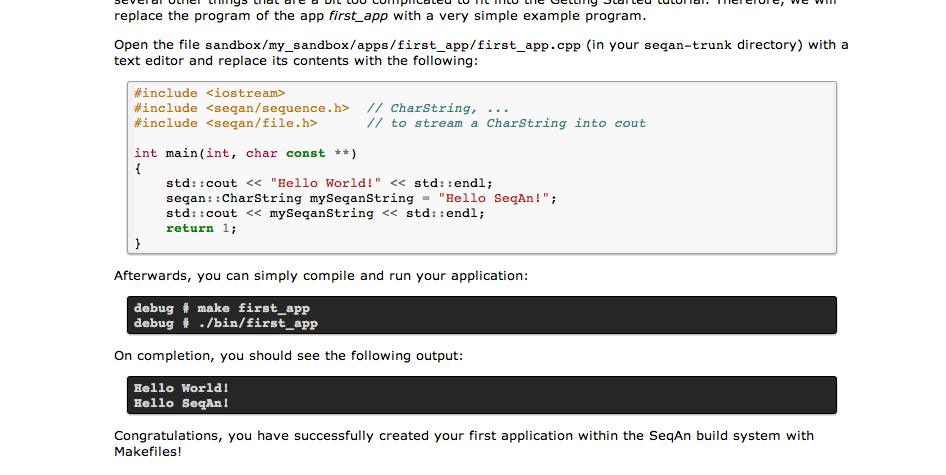 several other things that are a bit too complicated to fit into the Getting Started tutorial. Therefore, we will
replace the program of the app first_app with a very simple example program.
Open the file sandbox/my_sandbox/apps/first_app/first_app.cpp (in your seqan-trunk directory) with a
text editor and replace its contents with the following:
#include <iostream>
#include <seqan/sequence.h>  // CharString, ...
#include <seqan/file.h>      // to stream a CharString into cout
int main(int, char const **)
{
    std::cout << "Hello World!" << std::endl;
    seqan::CharString mySeqanString = "Hello SeqAn!";
    std::cout << mySeqanString << std::endl;
    return 1;
}
Afterwards, you can simply compile and run your application:
debug # make first_app
debug # ./bin/first_app
On completion, you should see the following output:
Hello World!
Hello SeqAn!
Congratulations, you have successfully created your first application within the SeqAn build system with
Makefiles!